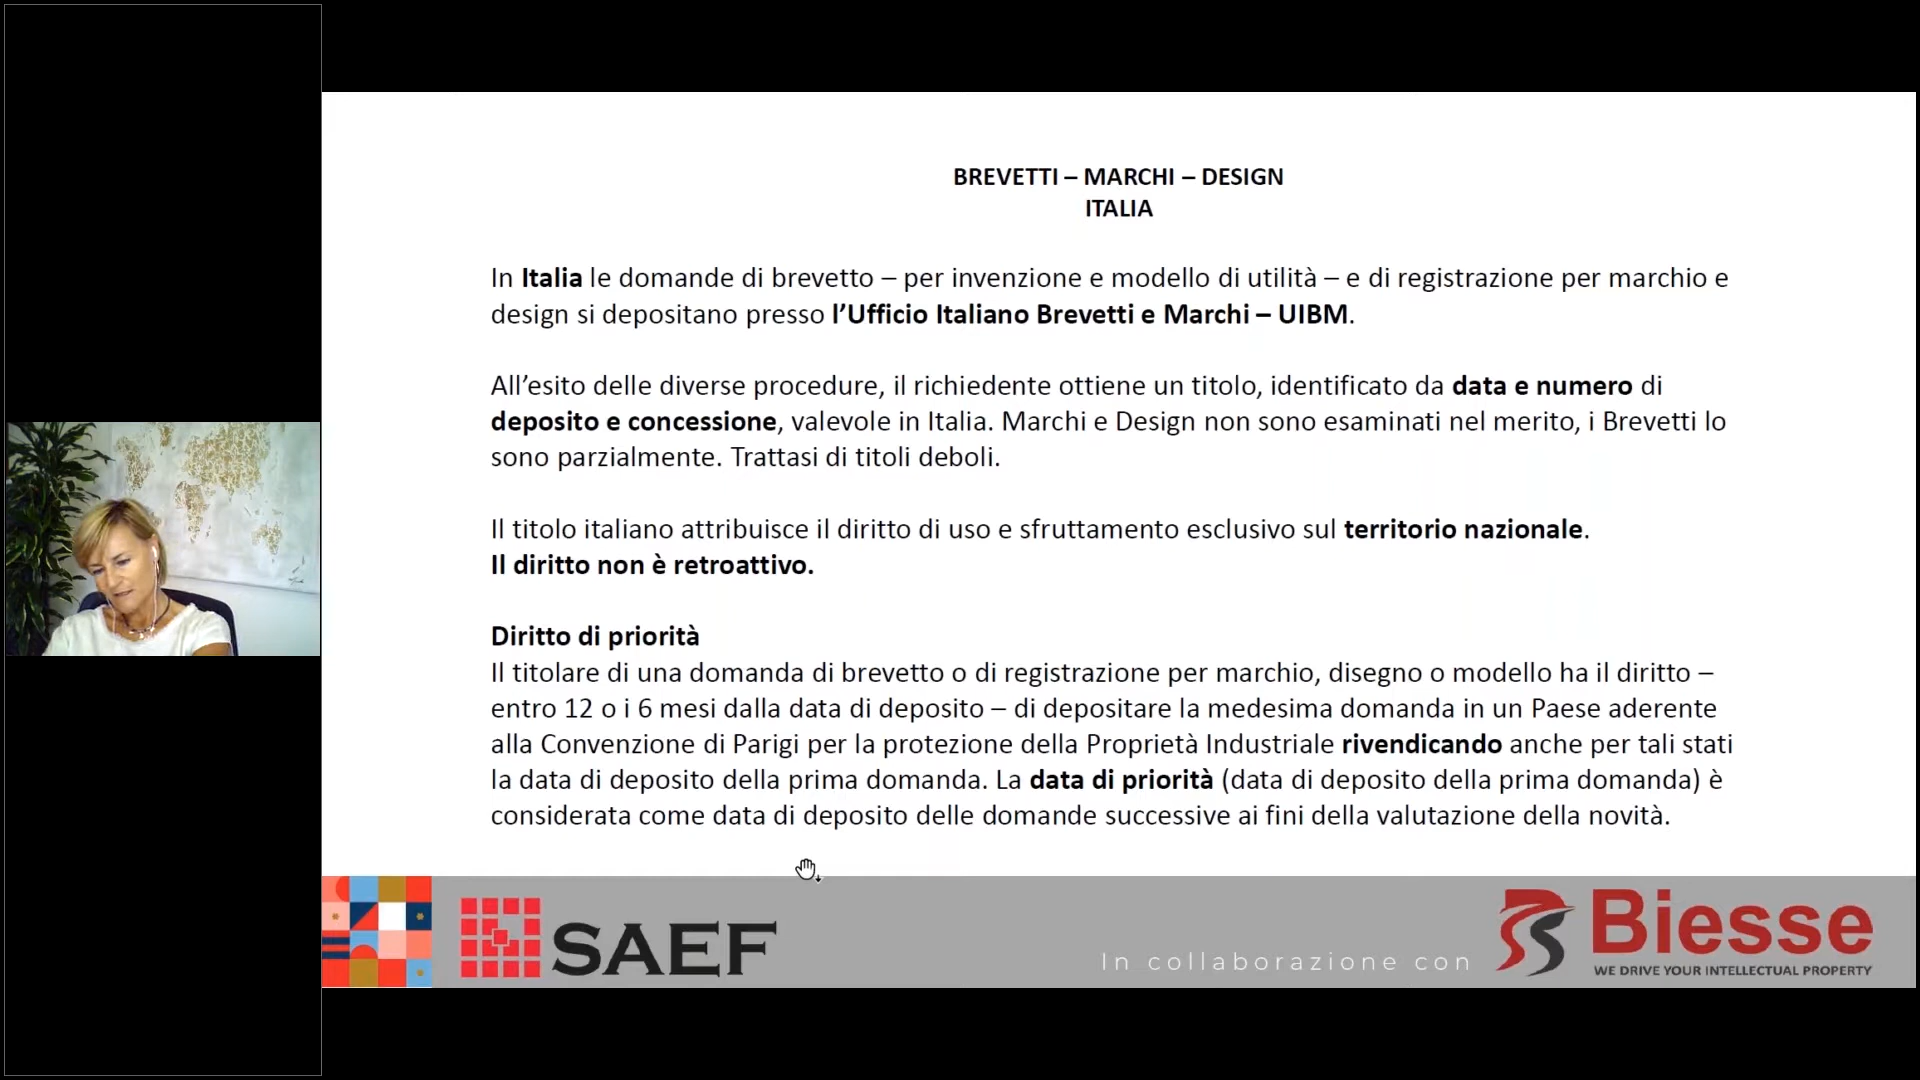 BREVETTI – MARCHI – DESIGN
ITALIA
In Italia le domande di brevetto – per invenzione e modello di utilità – e di registrazione per marchio e
design si depositano presso l’Ufficio Italiano Brevetti e Marchi – UIBM.
All’esito delle diverse procedure, il richiedente ottiene un titolo, identificato da data e numero di
deposito e concessione, valevole in Italia. Marchi e Design non sono esaminati nel merito, i Brevetti lo
sono parzialmente. Trattasi di titoli deboli.
Il titolo italiano attribuisce il diritto di uso e sfruttamento esclusivo sul territorio nazionale.
Il diritto non è retroattivo.
Diritto di priorità
Il titolare di una domanda di brevetto o di registrazione per marchio, disegno o modello ha il diritto –
entro 12 o i 6 mesi dalla data di deposito – di depositare la medesima domanda in un Paese aderente
alla Convenzione di Parigi per la protezione della Proprietà Industriale rivendicando anche per tali stati
la data di deposito della prima domanda. La data di priorità (data di deposito della prima domanda) è
considerata come data di deposito delle domande successive ai fini della valutazione della novità.
SAEF
In collaborazione con
Biesse
WE DRIVE YOUR INTELLECTUAL PROPERTY